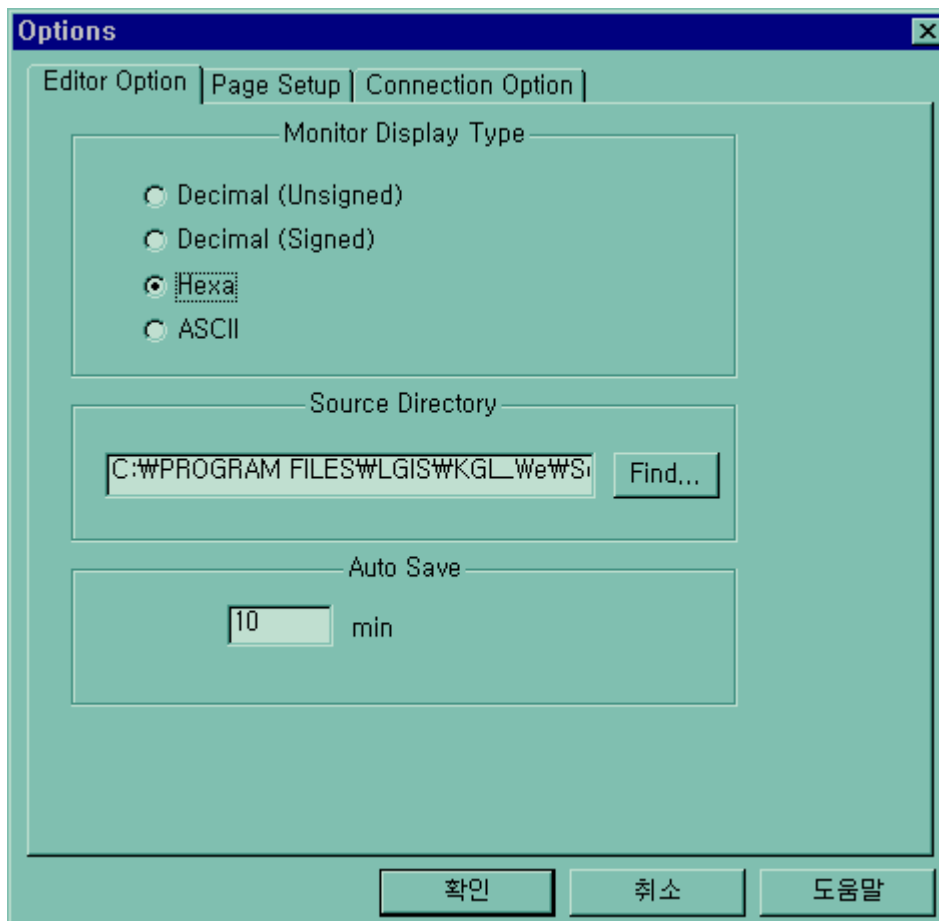 Options
Editor Option Page Setup Connection Option
Monitor Display Type
Decimal (Unsigned)
Decimal (Signed)
Hexa
ASCII
Source Directory
C:₩PROGRAM FILES₩LGIS₩KGL_We₩S
Find...
Auto Save
10 min
확인 취소 도움말